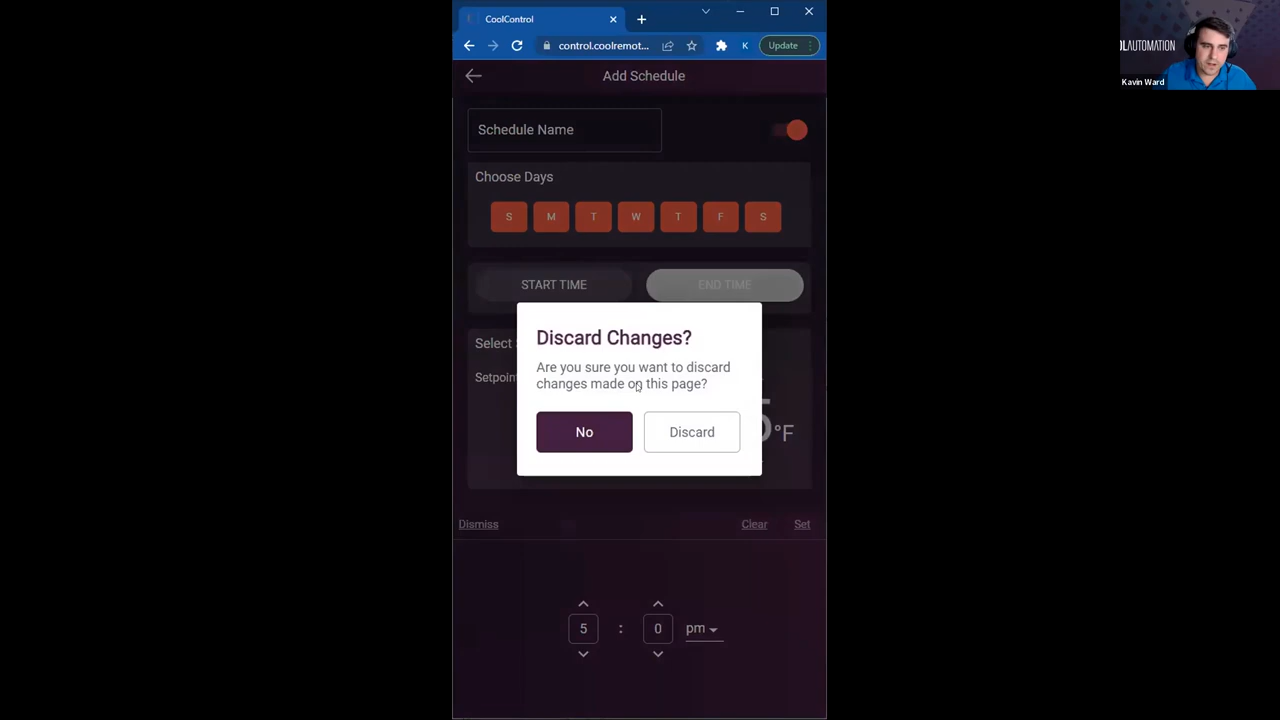 CoolControl
control.coolremot...
K
Update
OLAUTOMATION
Kavin Ward
Add Schedule
Schedule Name
Choose Days
S M T W T F S
START TIME
END TIME
Select
Setpoint
5 °F
Discard Changes?
Are you sure you want to discard
changes made on this page?
No
Discard
Dismiss
Clear
Set
5 : 0 pm